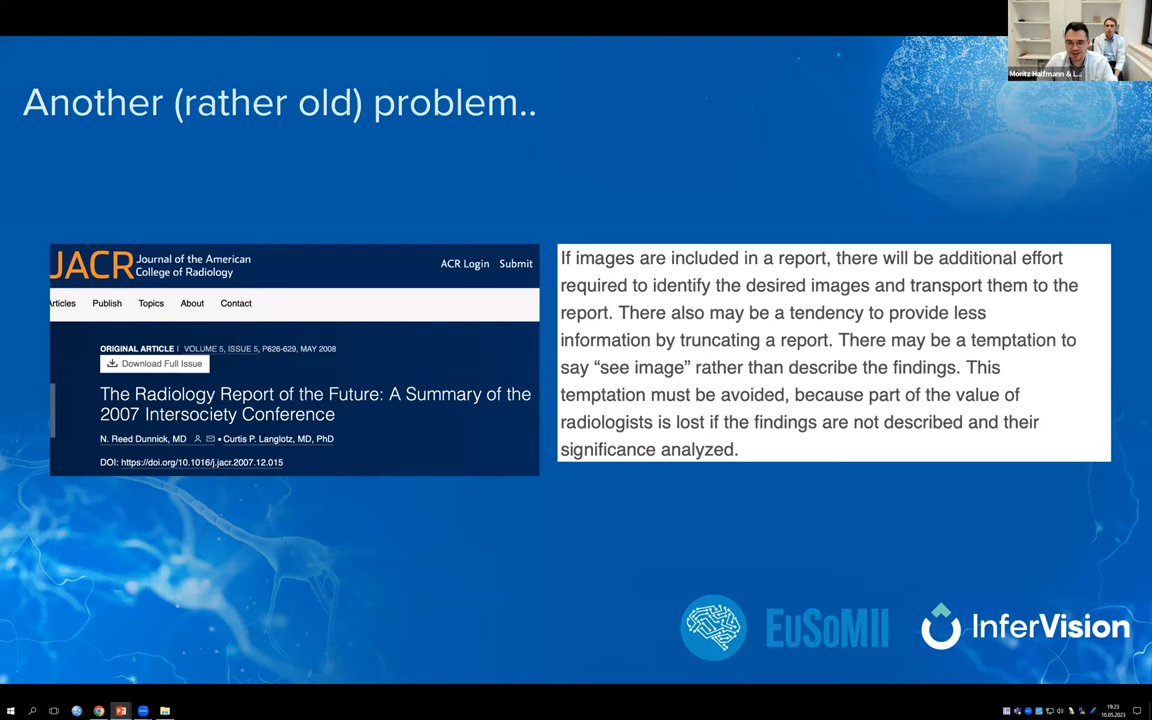 Moritz Halfmann & L...
Another (rather old) problem..
JACR Journal of the American
College of Radiology
ACR Login Submit
Articles Publish Topics About Contact
ORIGINAL ARTICLE | VOLUME 5, ISSUE 5, P626-629, MAY 2008
Download Full Issue
The Radiology Report of the Future: A Summary of the
2007 Intersociety Conference
N. Reed Dunnick, MD • Curtis P. Langlotz, MD, PhD
DOI: https://doi.org/10.1016/j.jacr.2007.12.015
If images are included in a report, there will be additional effort
required to identify the desired images and transport them to the
report. There also may be a tendency to provide less
information by truncating a report. There may be a temptation to
say “see image” rather than describe the findings. This
temptation must be avoided, because part of the value of
radiologists is lost if the findings are not described and their
significance analyzed.
EuSoMII
InferVision
19:23
10.05.2023